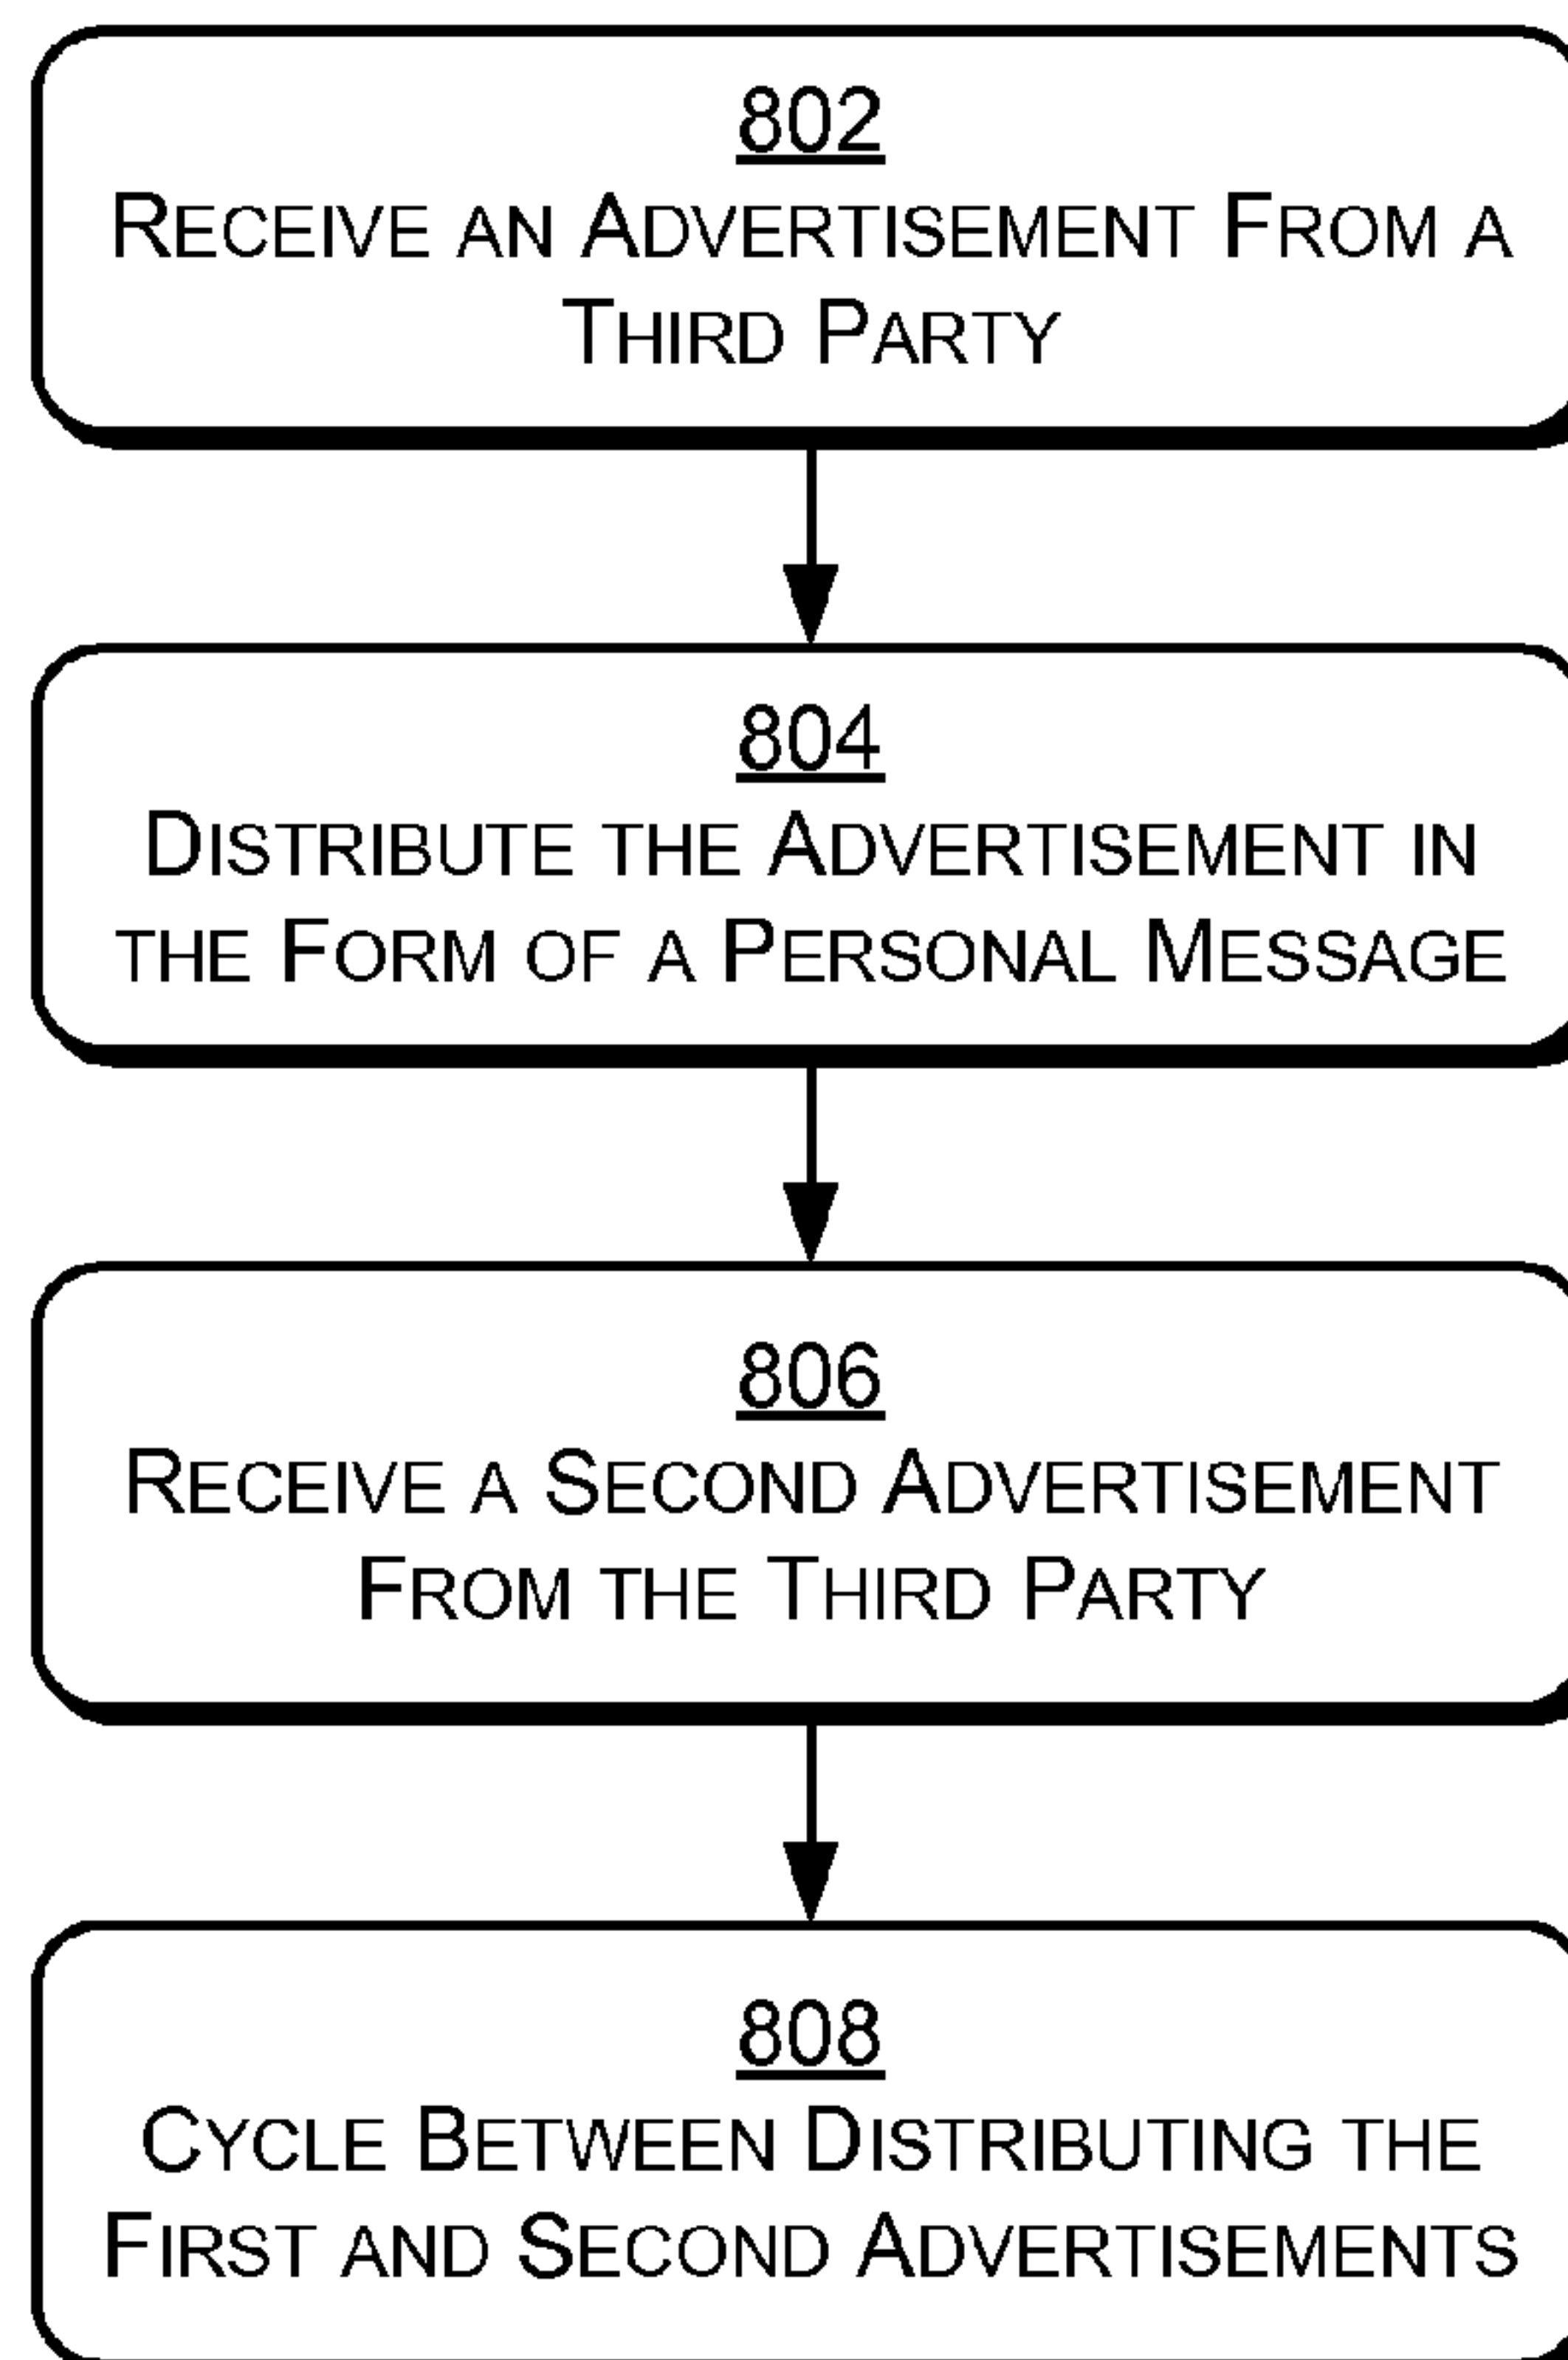 802
Receive an Advertisement From a
Third Party
804
Distribute the Advertisement in
the Form of a Personal Message
806
Receive a Second Advertisement
From the Third Party
808
Cycle Between Distributing the
First and Second Advertisements